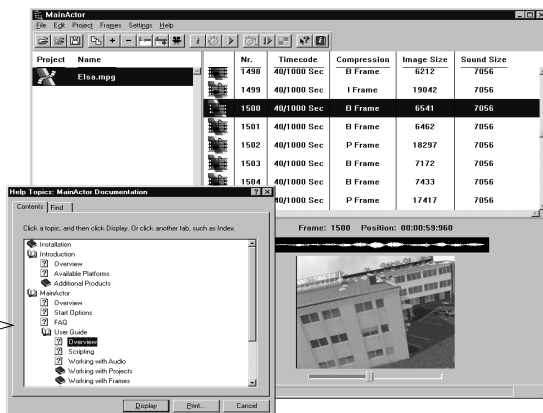 MainActor
File Edit Project Frames Settings Help
Project Name
Elsa.mpg
Nr. Timecode Compression Image Size Sound Size
1498 40/1000 Sec B Frame 6212 7056
1499 40/1000 Sec I Frame 19042 7056
1500 40/1000 Sec B Frame 6541 7056
1501 40/1000 Sec B Frame 6462 7056
1502 40/1000 Sec P Frame 18297 7056
1503 40/1000 Sec B Frame 7172 7056
1504 40/1000 Sec B Frame 7433 7056
40/1000 Sec P Frame 17417 7056
Frame: 1500 Position: 00:00:59:960
Help Topics: MainActor Documentation
Contents Find
Click a topic, and then click Display. Or click another tab, such as Index.
Installation
Introduction
Overview
Available Platforms
Additional Products
MainActor
Overview
Start Options
FAQ
User Guide
Overview
Scripting
Working with Audio
Working with Projects
Working with Frames
Display Print... Cancel